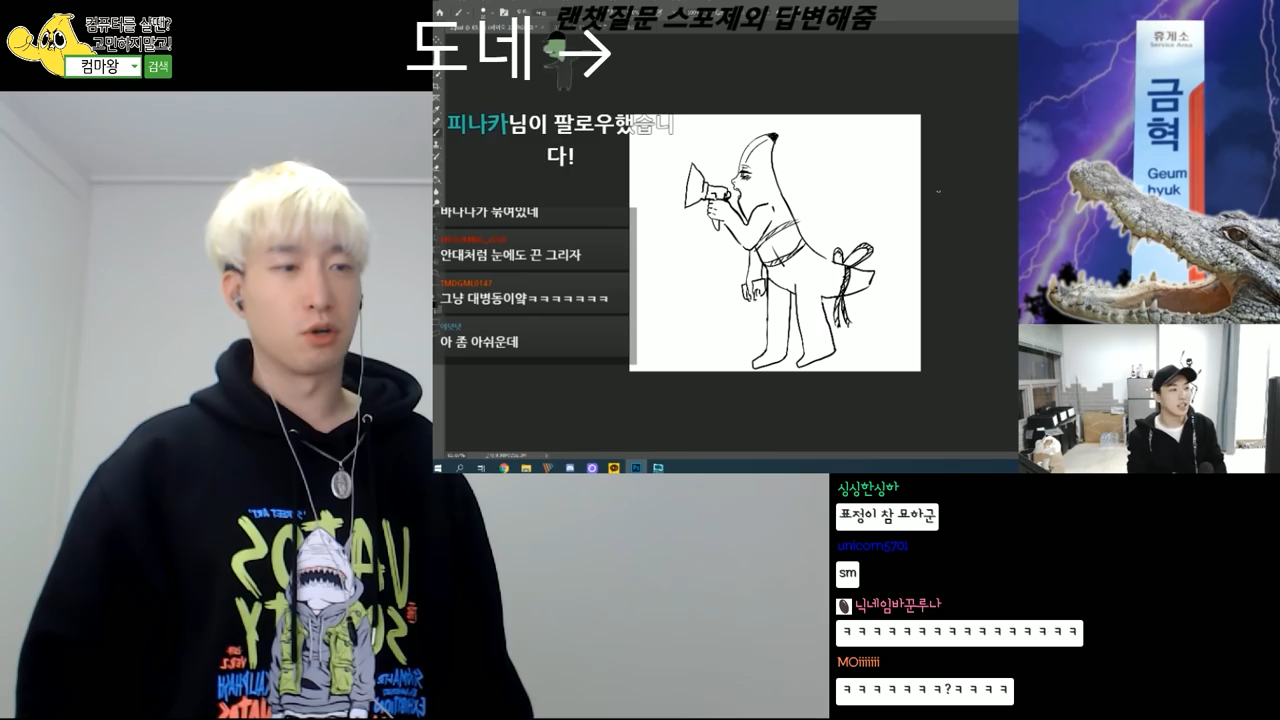 컴퓨터를 살땐?
고민하지말고!
컴마왕
검색
도네→
랜챗질문 스포제외 답변해줌
피나카님이 팔로우했습니
다!
바나나가 묶여있네
안대처럼 눈에도 끈 그리자
TMDGML0147
그냥 대병동이얔ㅋㅋㅋㅋㅋㅋㅋ
아 좀 아쉬운데
휴게소
Service Area
금
혁
Geum
hyuk
싱싱한싱하
표정이 참 묘하군
unicorn5701
sm
닉네임바꾼루나
ㅋㅋㅋㅋㅋㅋㅋㅋㅋㅋㅋㅋㅋㅋㅋㅋㅋ
MOiiiiiii
ㅋㅋㅋㅋㅋㅋㅋ?ㅋㅋㅋㅋ